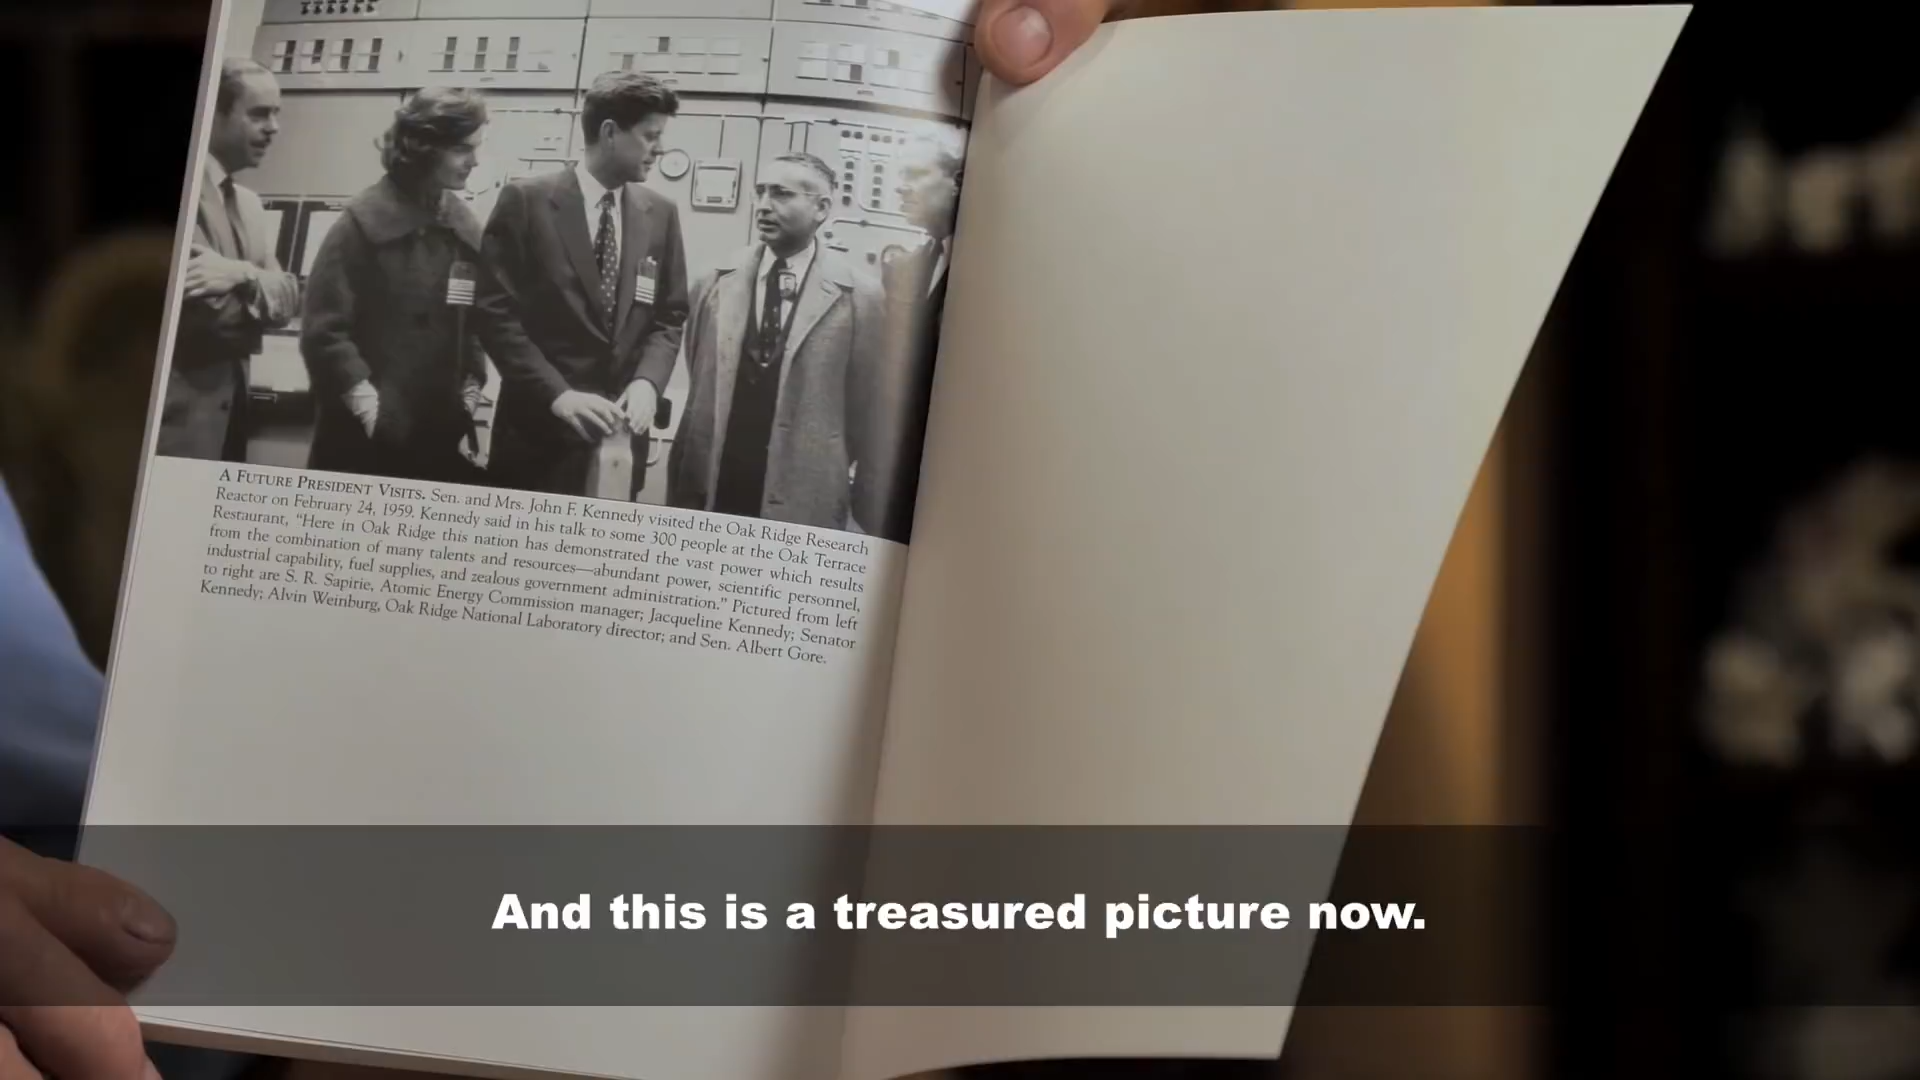 A FUTURE PRESIDENT VISITS. Sen. and Mrs. John F. Kennedy visited the Oak Ridge Research
Reactor on February 24, 1959. Kennedy said in his talk to some 300 people at the Oak Terrace
Restaurant, “Here in Oak Ridge this nation has demonstrated the vast power which results
from the combination of many talents and resources—abundant power, scientific personnel,
industrial capability, fuel supplies, and zealous government administration.” Pictured from left
to right are S. R. Sapirie, Atomic Energy Commission manager; Jacqueline Kennedy; Senator
Kennedy; Alvin Weinburg, Oak Ridge National Laboratory director; and Sen. Albert Gore.
And this is a treasured picture now.